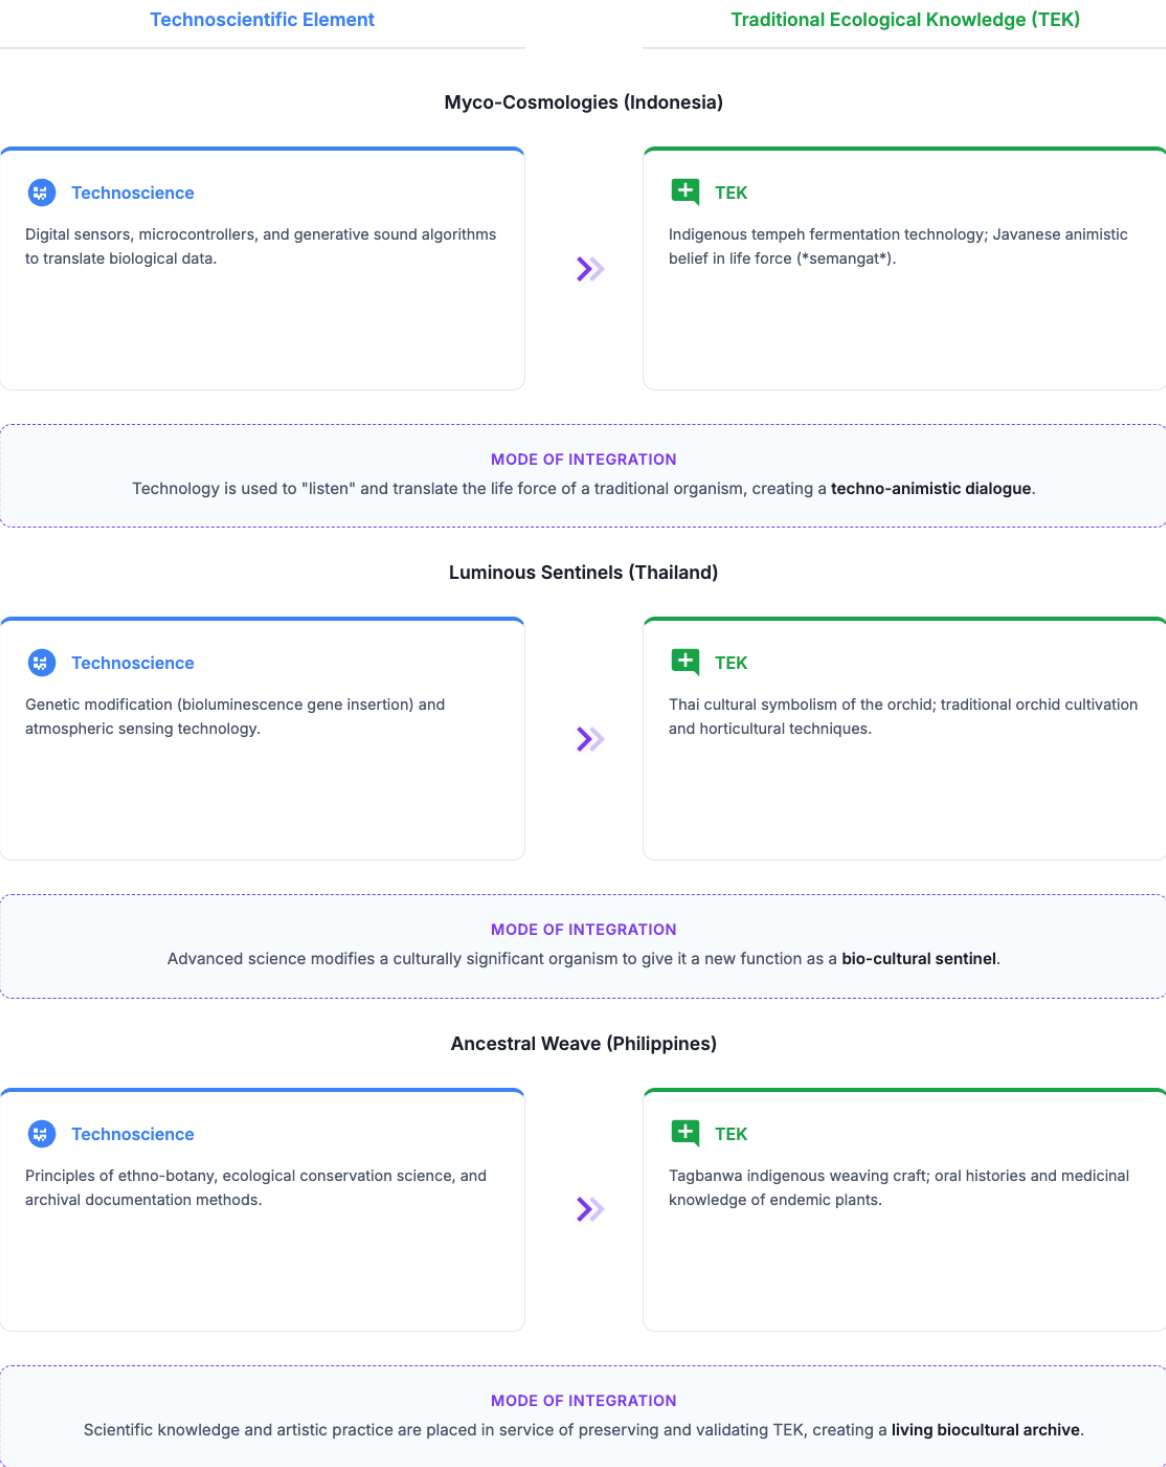 Technoscientific Element
Traditional Ecological Knowledge (TEK)
Myco-Cosmologies (Indonesia)
Technoscience
Digital sensors, microcontrollers, and generative sound algorithms
to translate biological data.
TEK
Indigenous tempeh fermentation technology; Javanese animistic
belief in life force (*semangat*).
MODE OF INTEGRATION
Technology is used to "listen" and translate the life force of a traditional organism, creating a techno-animistic dialogue.
Luminous Sentinels (Thailand)
Technoscience
Genetic modification (bioluminescence gene insertion) and
atmospheric sensing technology.
TEK
Thai cultural symbolism of the orchid; traditional orchid cultivation
and horticultural techniques.
MODE OF INTEGRATION
Advanced science modifies a culturally significant organism to give it a new function as a bio-cultural sentinel.
Ancestral Weave (Philippines)
Technoscience
Principles of ethno-botany, ecological conservation science, and
archival documentation methods.
TEK
Tagbanwa indigenous weaving craft; oral histories and medicinal
knowledge of endemic plants.
MODE OF INTEGRATION
Scientific knowledge and artistic practice are placed in service of preserving and validating TEK, creating a living biocultural archive.